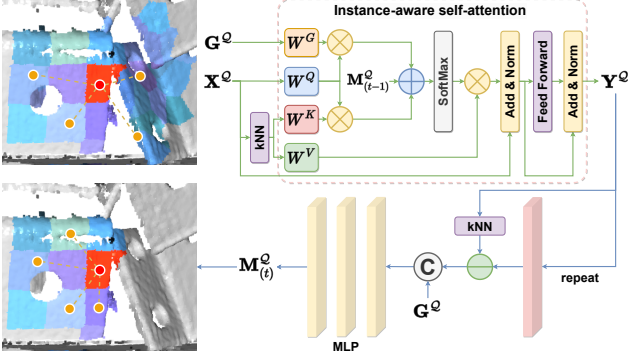 Instance-aware self-attention
G^Q
W^G
X^Q
W^Q
M^Q_(t-1)
SoftMax
Add & Norm
Feed Forward
Add & Norm
Y^Q
kNN
W^K
W^V
kNN
repeat
M^Q_(t)
C
G^Q
MLP